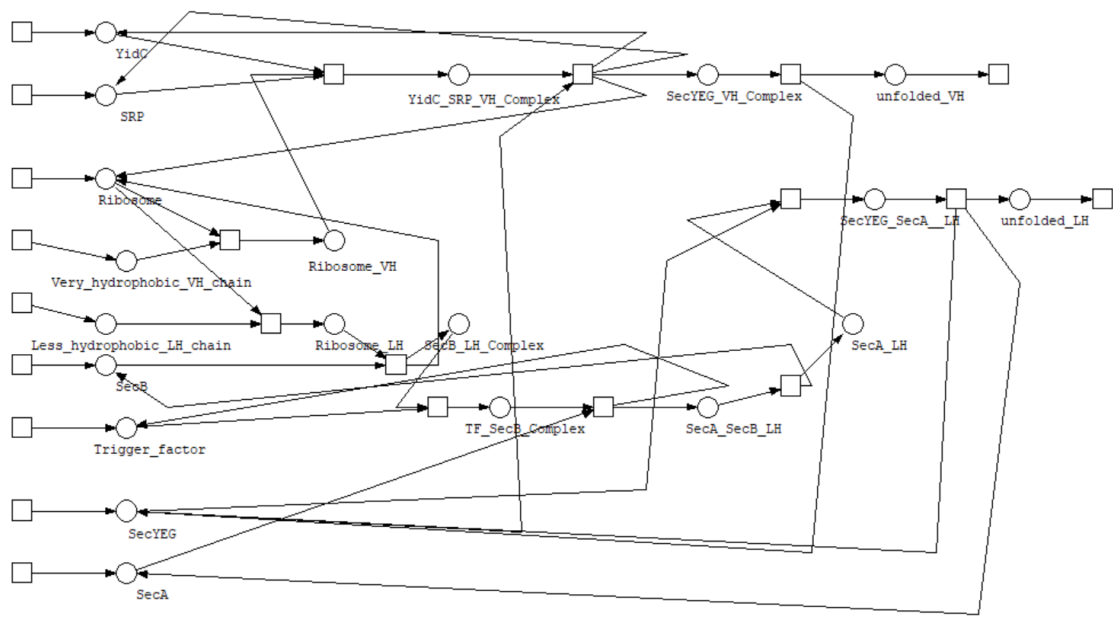 YidC
YidC_SRP_VH_Complex
SecYEG_VH_Complex
unfolded_VH
SRP
Ribosome
SecYEG_SecA__LH
unfolded_LH
Ribosome_VH
Very_hydrophobic_VH_chain
Less_hydrophobic_LH_chain
Ribosome_LH
SecB_LH_Complex
SecA_LH
SecB
TF_SecB_Complex
SecA_SecB_LH
Trigger_factor
SecYEG
SecA